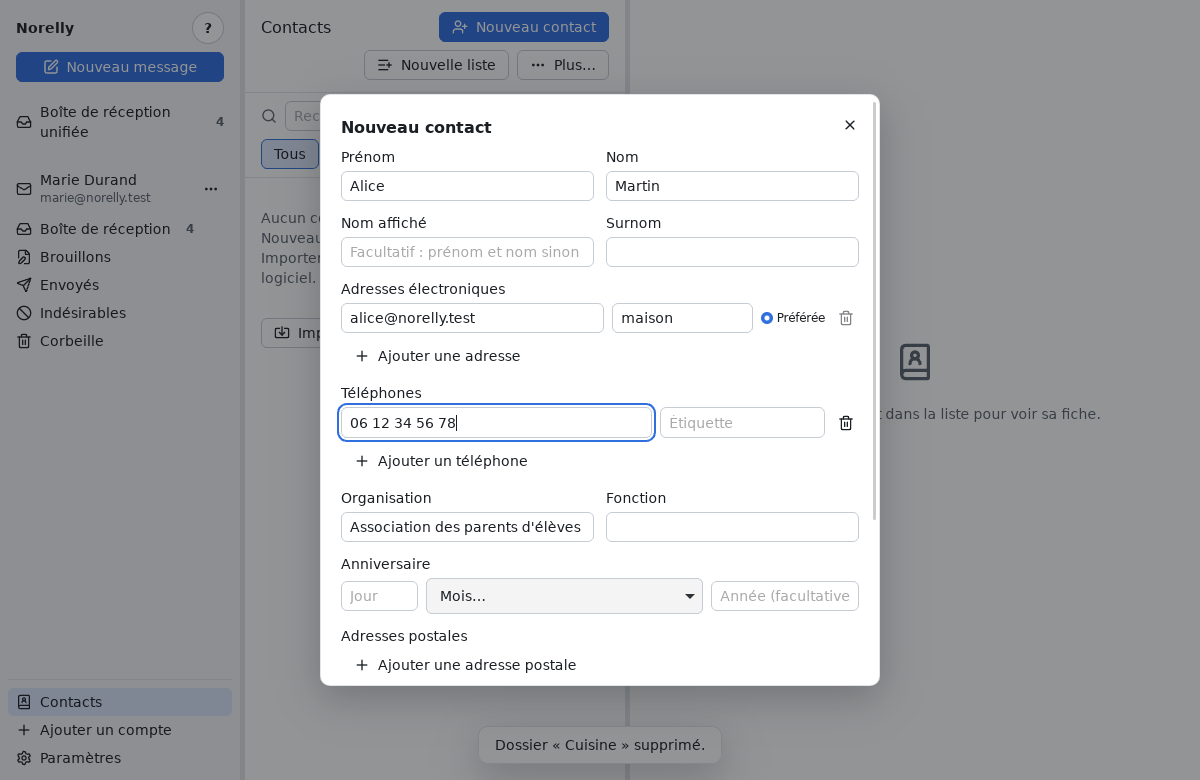 Norelly
?
Nouveau message
Boîte de réception
unifiée
4
Marie Durand
marie@norelly.test
Boîte de réception
4
Brouillons
Envoyés
Indésirables
Corbeille
Contacts
Ajouter un compte
Paramètres
Contacts
Nouveau contact
Nouvelle liste
Plus…
Rec
Tous
Aucun
Nouveau
Importer
logiciel.
Imp
Nouveau contact
Prénom
Nom
Alice
Martin
Nom affiché
Surnom
Facultatif : prénom et nom sinon
Adresses électroniques
alice@norelly.test
maison
Préférée
Ajouter une adresse
Téléphones
06 12 34 56 78
Étiquette
Ajouter un téléphone
Organisation
Fonction
Association des parents d'élèves
Anniversaire
Jour
Mois…
Année (facultative
Adresses postales
Ajouter une adresse postale
dans la liste pour voir sa fiche.
Dossier « Cuisine » supprimé.